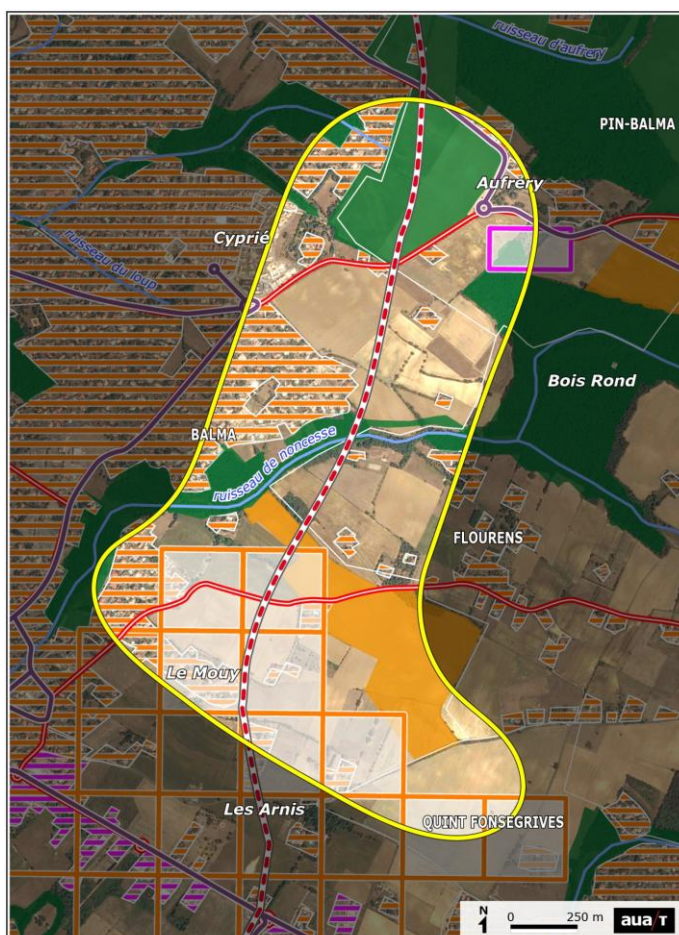 ruisseau d'aufrery
PIN-BALMA
Aufréry
Cyprié
ruisseau du loup
Bois Rond
BALMA
ruisseau de noncesse
FLOURENS
Le Mouy
Les Arnis
QUINT FONSEGRIVES
N
0 250 m
aua/T